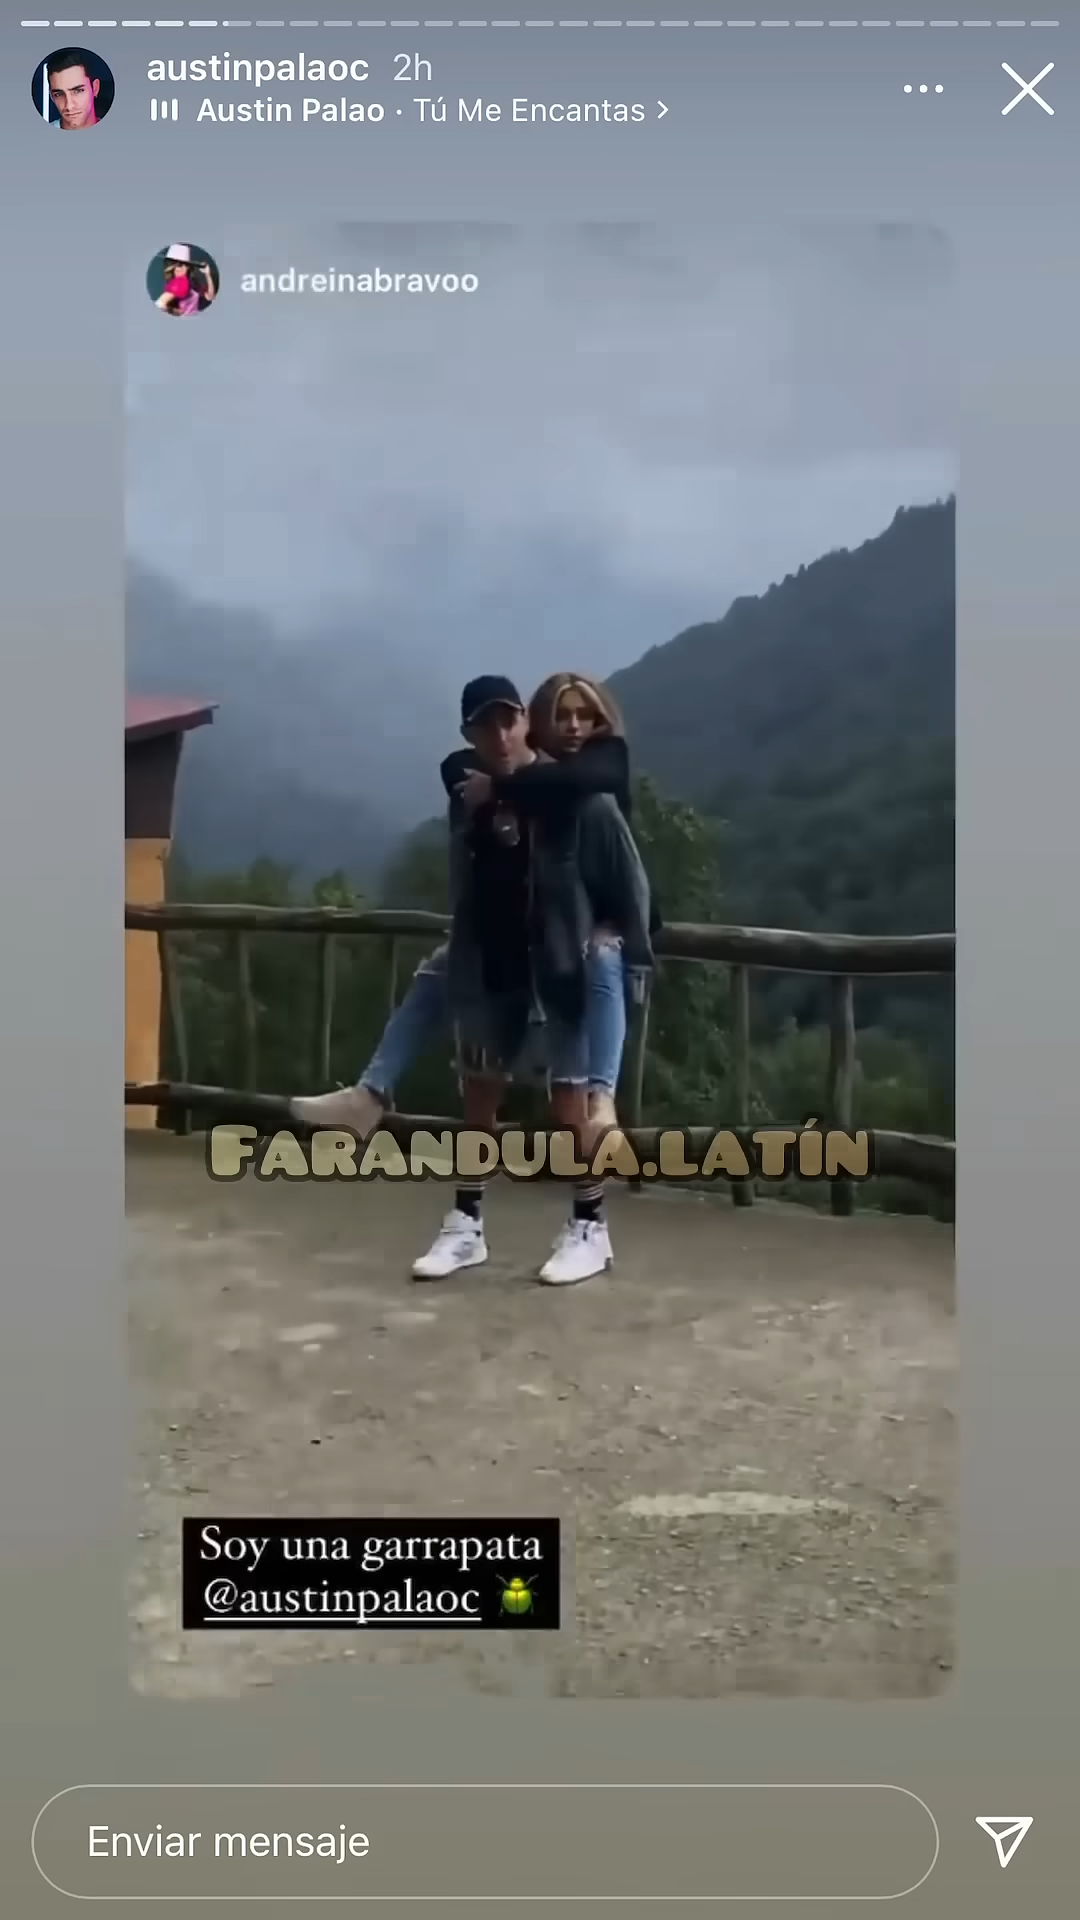 austinpalaoc 2h
Austin Palao · Tú Me Encantas >
andreinabravoo
FARANDULA.LATÍN
Soy una garrapata
@austinpalaoc
Enviar mensaje